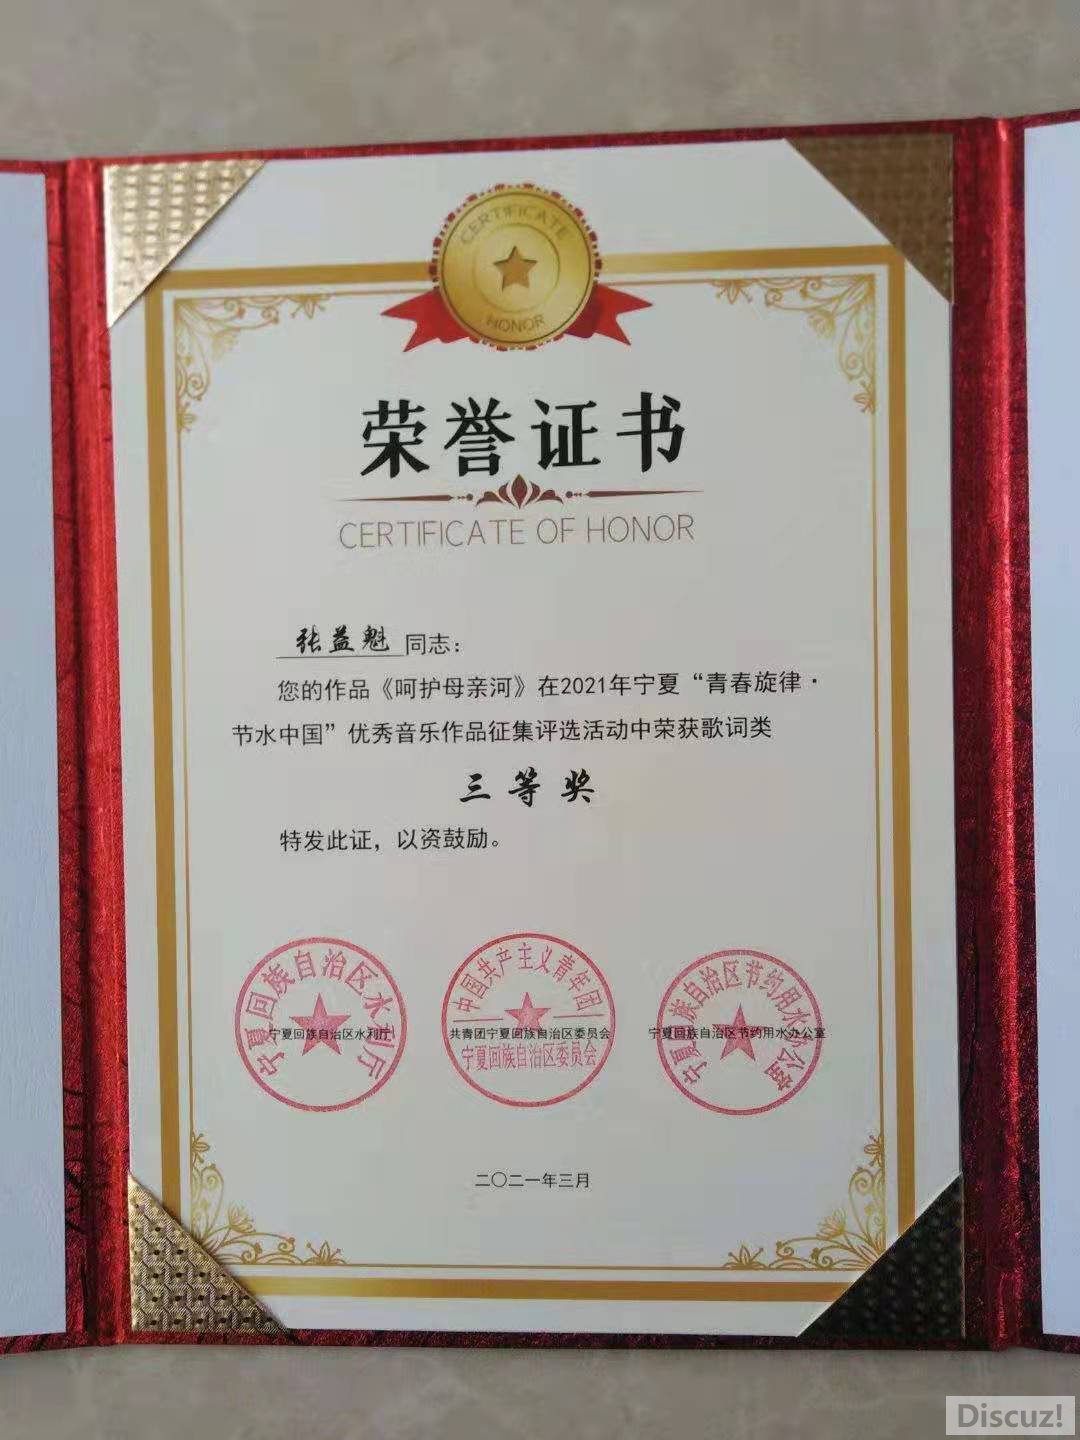 CERTIFICATE
HONOR
荣誉证书
CERTIFICATE OF HONOR
张益魁 同志：
您的作品《呵护母亲河》在2021年宁夏“青春旋律·
节水中国”优秀音乐作品征集评选活动中荣获歌词类
三等奖
特发此证，以资鼓励。
宁夏回族自治区水利厅
宁夏回族自治区水利厅
中国共产主义青年团
共青团宁夏回族自治区委员会
宁夏回族自治区委员会
宁夏回族自治区节约用水办公室
宁夏回族自治区节约用水办公室
二〇二一年三月
Discuz!